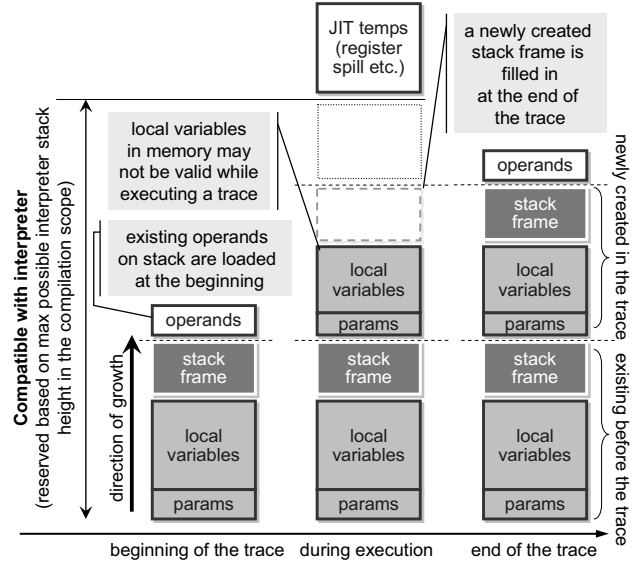 JIT temps
(register
spill etc.)
a newly created
stack frame is
filled in
at the end of
the trace
local variables
in memory may
not be valid while
executing a trace
existing operands
on stack are loaded
at the beginning
operands
stack
frame
local
variables
params
local
variables
params
stack
frame
local
variables
params
operands
stack
frame
local
variables
params
stack
frame
local
variables
params
Compatible with interpreter
(reserved based on max possible interpreter stack
height in the compilation scope)
direction of growth
newly created in the trace
existing before the trace
beginning of the trace
during execution
end of the trace